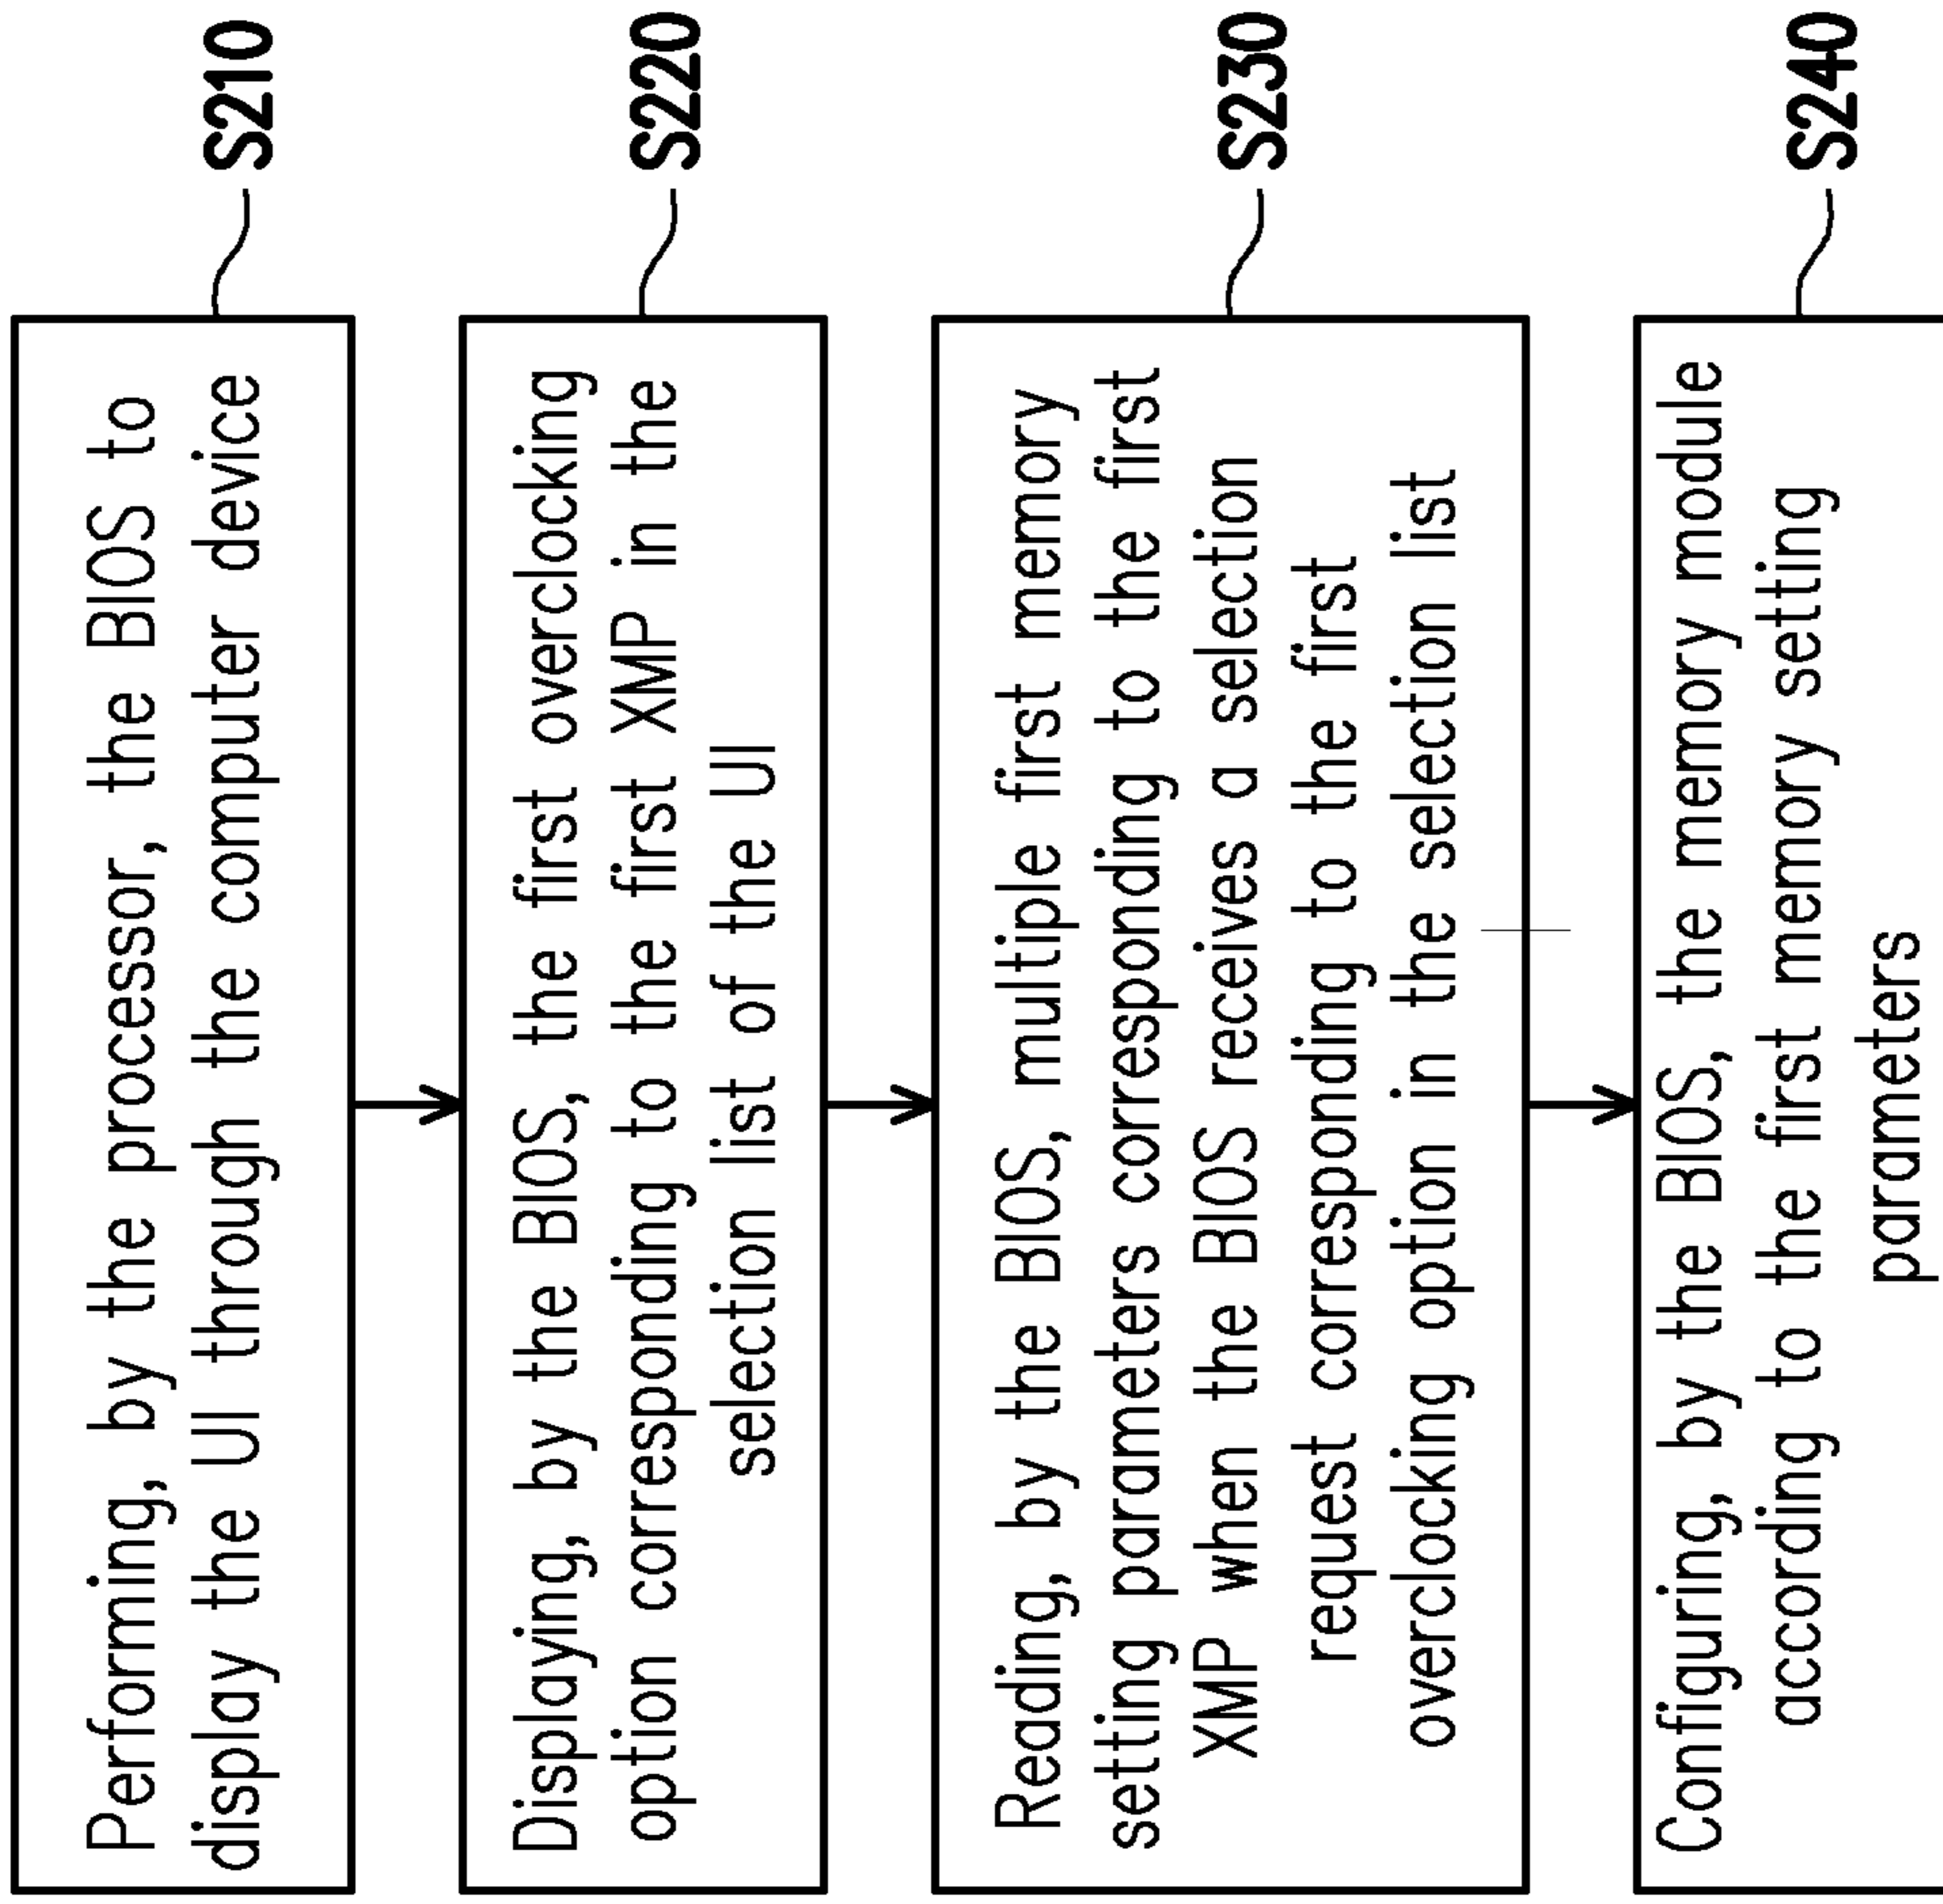 Performing, by the processor, the BIOS to
display the UI through the computer device
S210
Displaying, by the BIOS, the first overclocking
option corresponding to the first XMP in the
selection list of the UI
S220
Reading, by the BIOS, multiple first memory
setting parameters corresponding to the first
XMP when the BIOS receives a selection
request corresponding to the first
overclocking option in the selection list
S230
Configuring, by the BIOS, the memory module
according to the first memory setting
parameters
S240